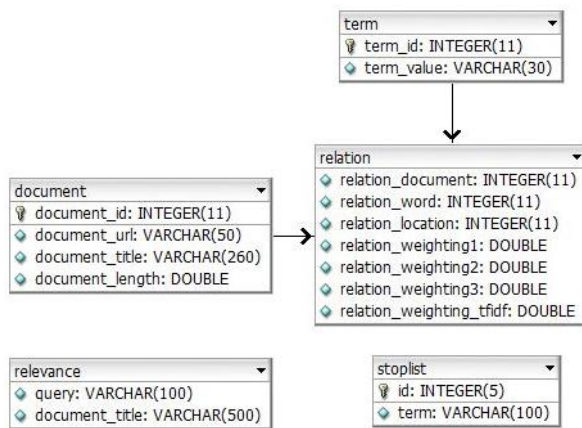 term
term_id: INTEGER(11)
term_value: VARCHAR(30)
relation
relation_document: INTEGER(11)
relation_word: INTEGER(11)
relation_location: INTEGER(11)
relation_weighting1: DOUBLE
relation_weighting2: DOUBLE
relation_weighting3: DOUBLE
relation_weighting_tfidf: DOUBLE
document
document_id: INTEGER(11)
document_url: VARCHAR(50)
document_title: VARCHAR(260)
document_length: DOUBLE
relevance
query: VARCHAR(100)
document_title: VARCHAR(500)
stoplist
id: INTEGER(5)
term: VARCHAR(100)